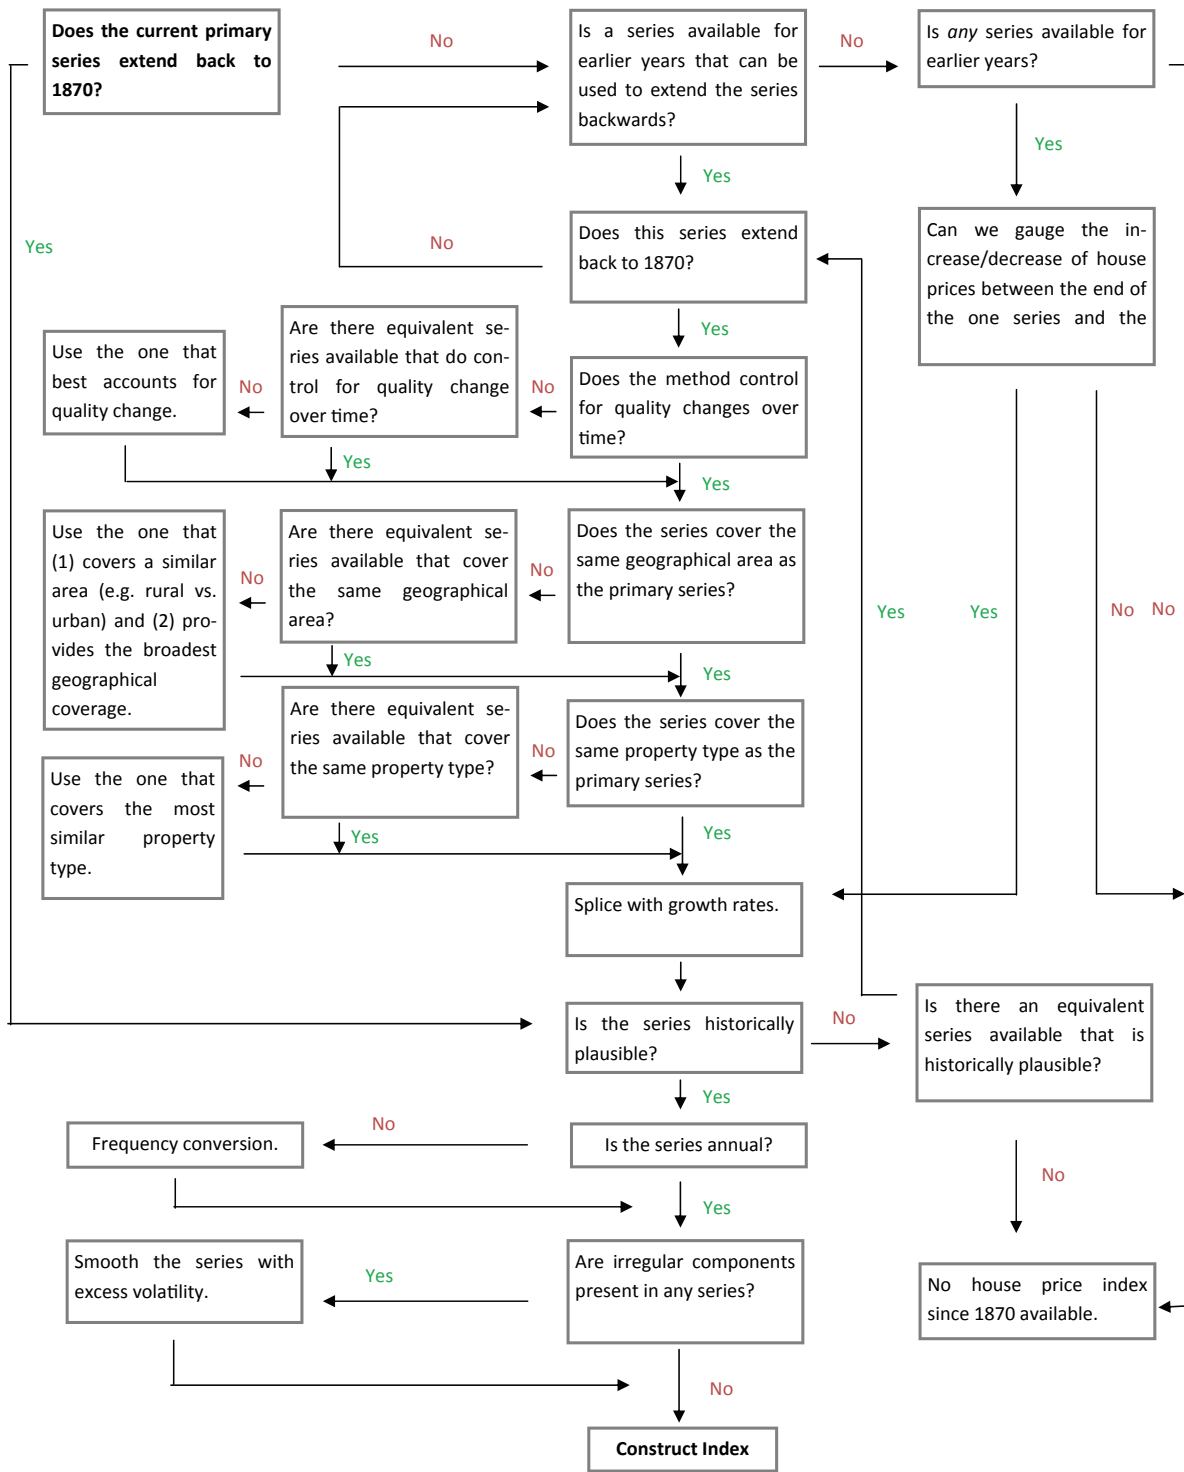 Does the current primary
series extend back to
1870?
No
Is a series available for
earlier years that can be
used to extend the series
backwards?
No
Is any series available for
earlier years?
Yes
Yes
Yes
Does this series extend
back to 1870?
No
Can we gauge the in-
crease/decrease of house
prices between the end of
the one series and the
Yes
Are there equivalent se-
ries available that do con-
trol for quality change
over time?
Use the one that
best accounts for
quality change.
No
No
Does the method control
for quality changes over
time?
Yes
Yes
Use the one that
(1) covers a similar
area (e.g. rural vs.
urban) and (2) pro-
vides the broadest
geographical
coverage.
No
Are there equivalent se-
ries available that cover
the same geographical
area?
No
Does the series cover the
same geographical area as
the primary series?
Yes
Yes
No
No
Yes
Yes
Are there equivalent se-
ries available that cover
the same property type?
Does the series cover the
same property type as the
primary series?
No
No
Use the one that
covers the most
similar property
type.
Yes
Yes
Splice with growth rates.
Is the series historically
plausible?
No
Is there an equivalent
series available that is
historically plausible?
Yes
Frequency conversion.
No
Is the series annual?
No
Yes
Smooth the series with
excess volatility.
Yes
Are irregular components
present in any series?
No house price index
since 1870 available.
No
Construct Index